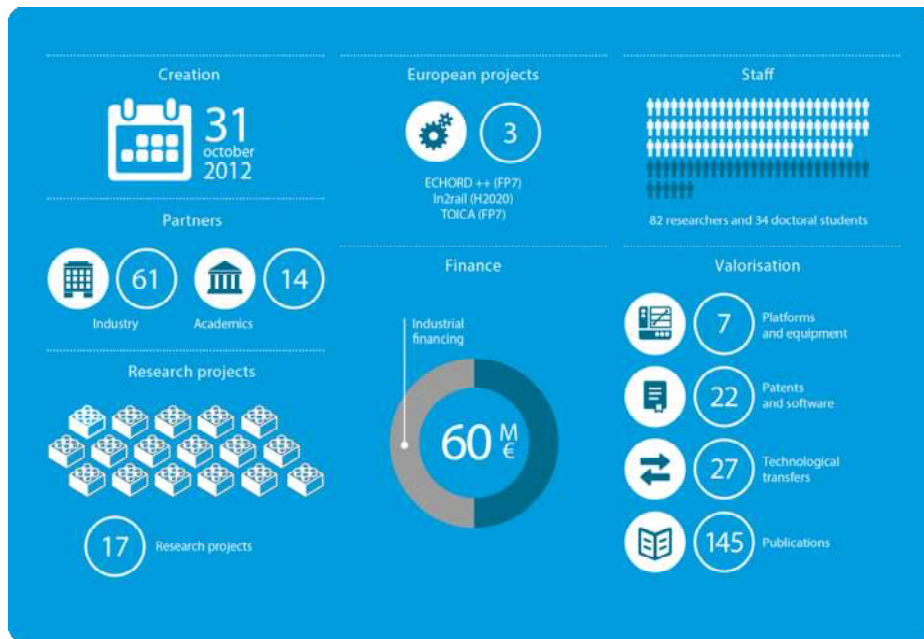 Creation
31
october
2012
Partners
61
14
Industry
Academics
Research projects
17
Research projects
European projects
3
ECHORD ++ (FP7)
In2rail (H2020)
TOICA (FP7)
Finance
Industrial
financing
60 M
€
Staff
82 researchers and 34 doctoral students
Valorisation
7
Platforms
and equipment
22
Patents
and software
27
Technological
transfers
145
Publications